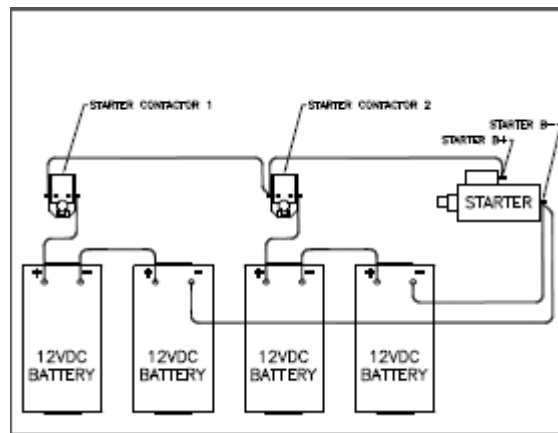 STARTER CONTACTOR 1
STARTER CONTACTOR 2
STARTER B-
STARTER B+
STARTER
+ -
+ -
+ -
+ -
12VDC
BATTERY
12VDC
BATTERY
12VDC
BATTERY
12VDC
BATTERY